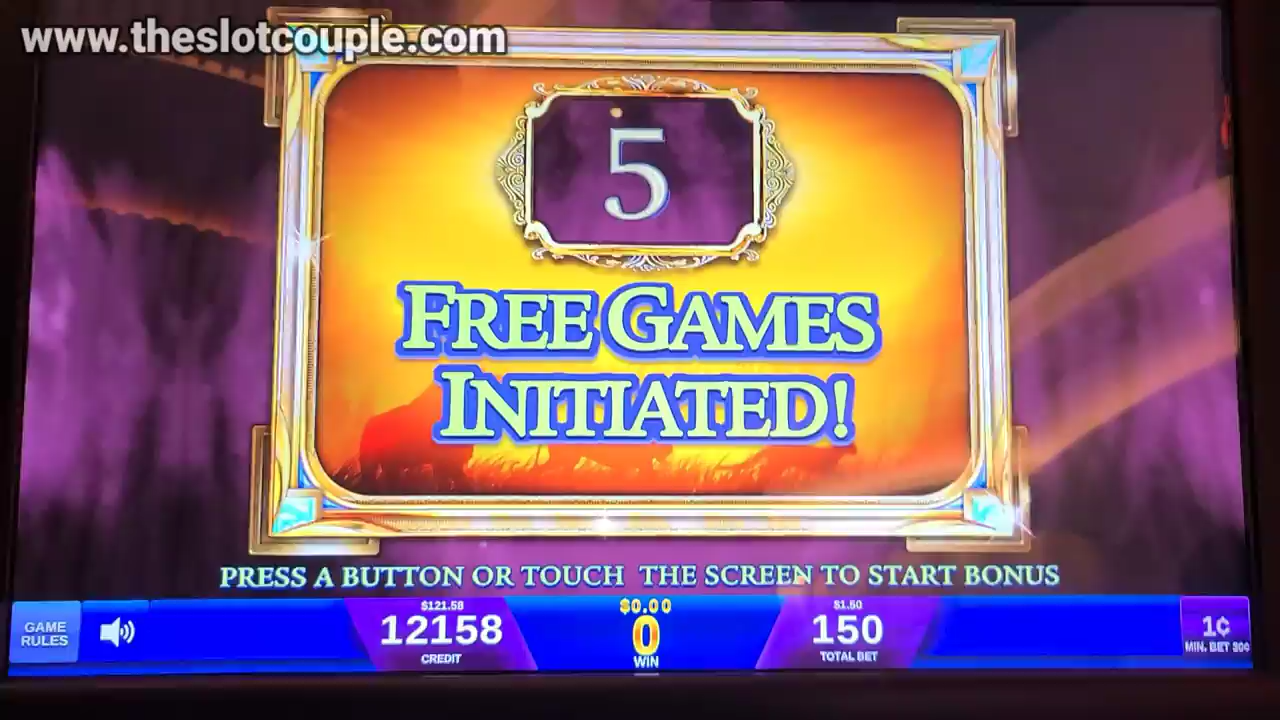 www.theslotcouple.com
5
FREE GAMES
INITIATED!
PRESS A BUTTON OR TOUCH THE SCREEN TO START BONUS
GAME
RULES
$121.58
12158
CREDIT
$0.00
0
WIN
$1.50
150
TOTAL BET
1¢
MIN. BET 30¢